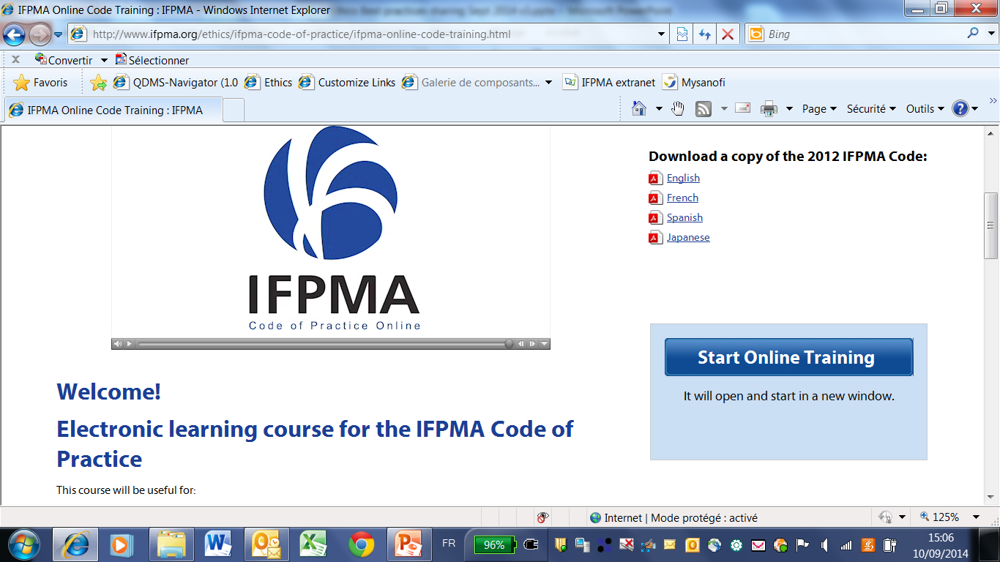 IFPMA Online Code Training : IFPMA - Windows Internet Explorer
http://www.ifpma.org/ethics/ifpma-code-of-practice/ifpma-online-code-training.html
Bing
x Convertir Sélectionner
Favoris QDMS-Navigator (1.0 Ethics Customize Links Galerie de composants... IFPMA extranet Mysanofi
IFPMA Online Code Training : IFPMA
Page Sécurité Outils
IFPMA
Code of Practice Online
Download a copy of the 2012 IFPMA Code:
English
French
Spanish
Japanese
Start Online Training
It will open and start in a new window.
Welcome!
Electronic learning course for the IFPMA Code of
Practice
This course will be useful for:
Internet | Mode protégé : activé
125%
FR
96%
15:06
10/09/2014